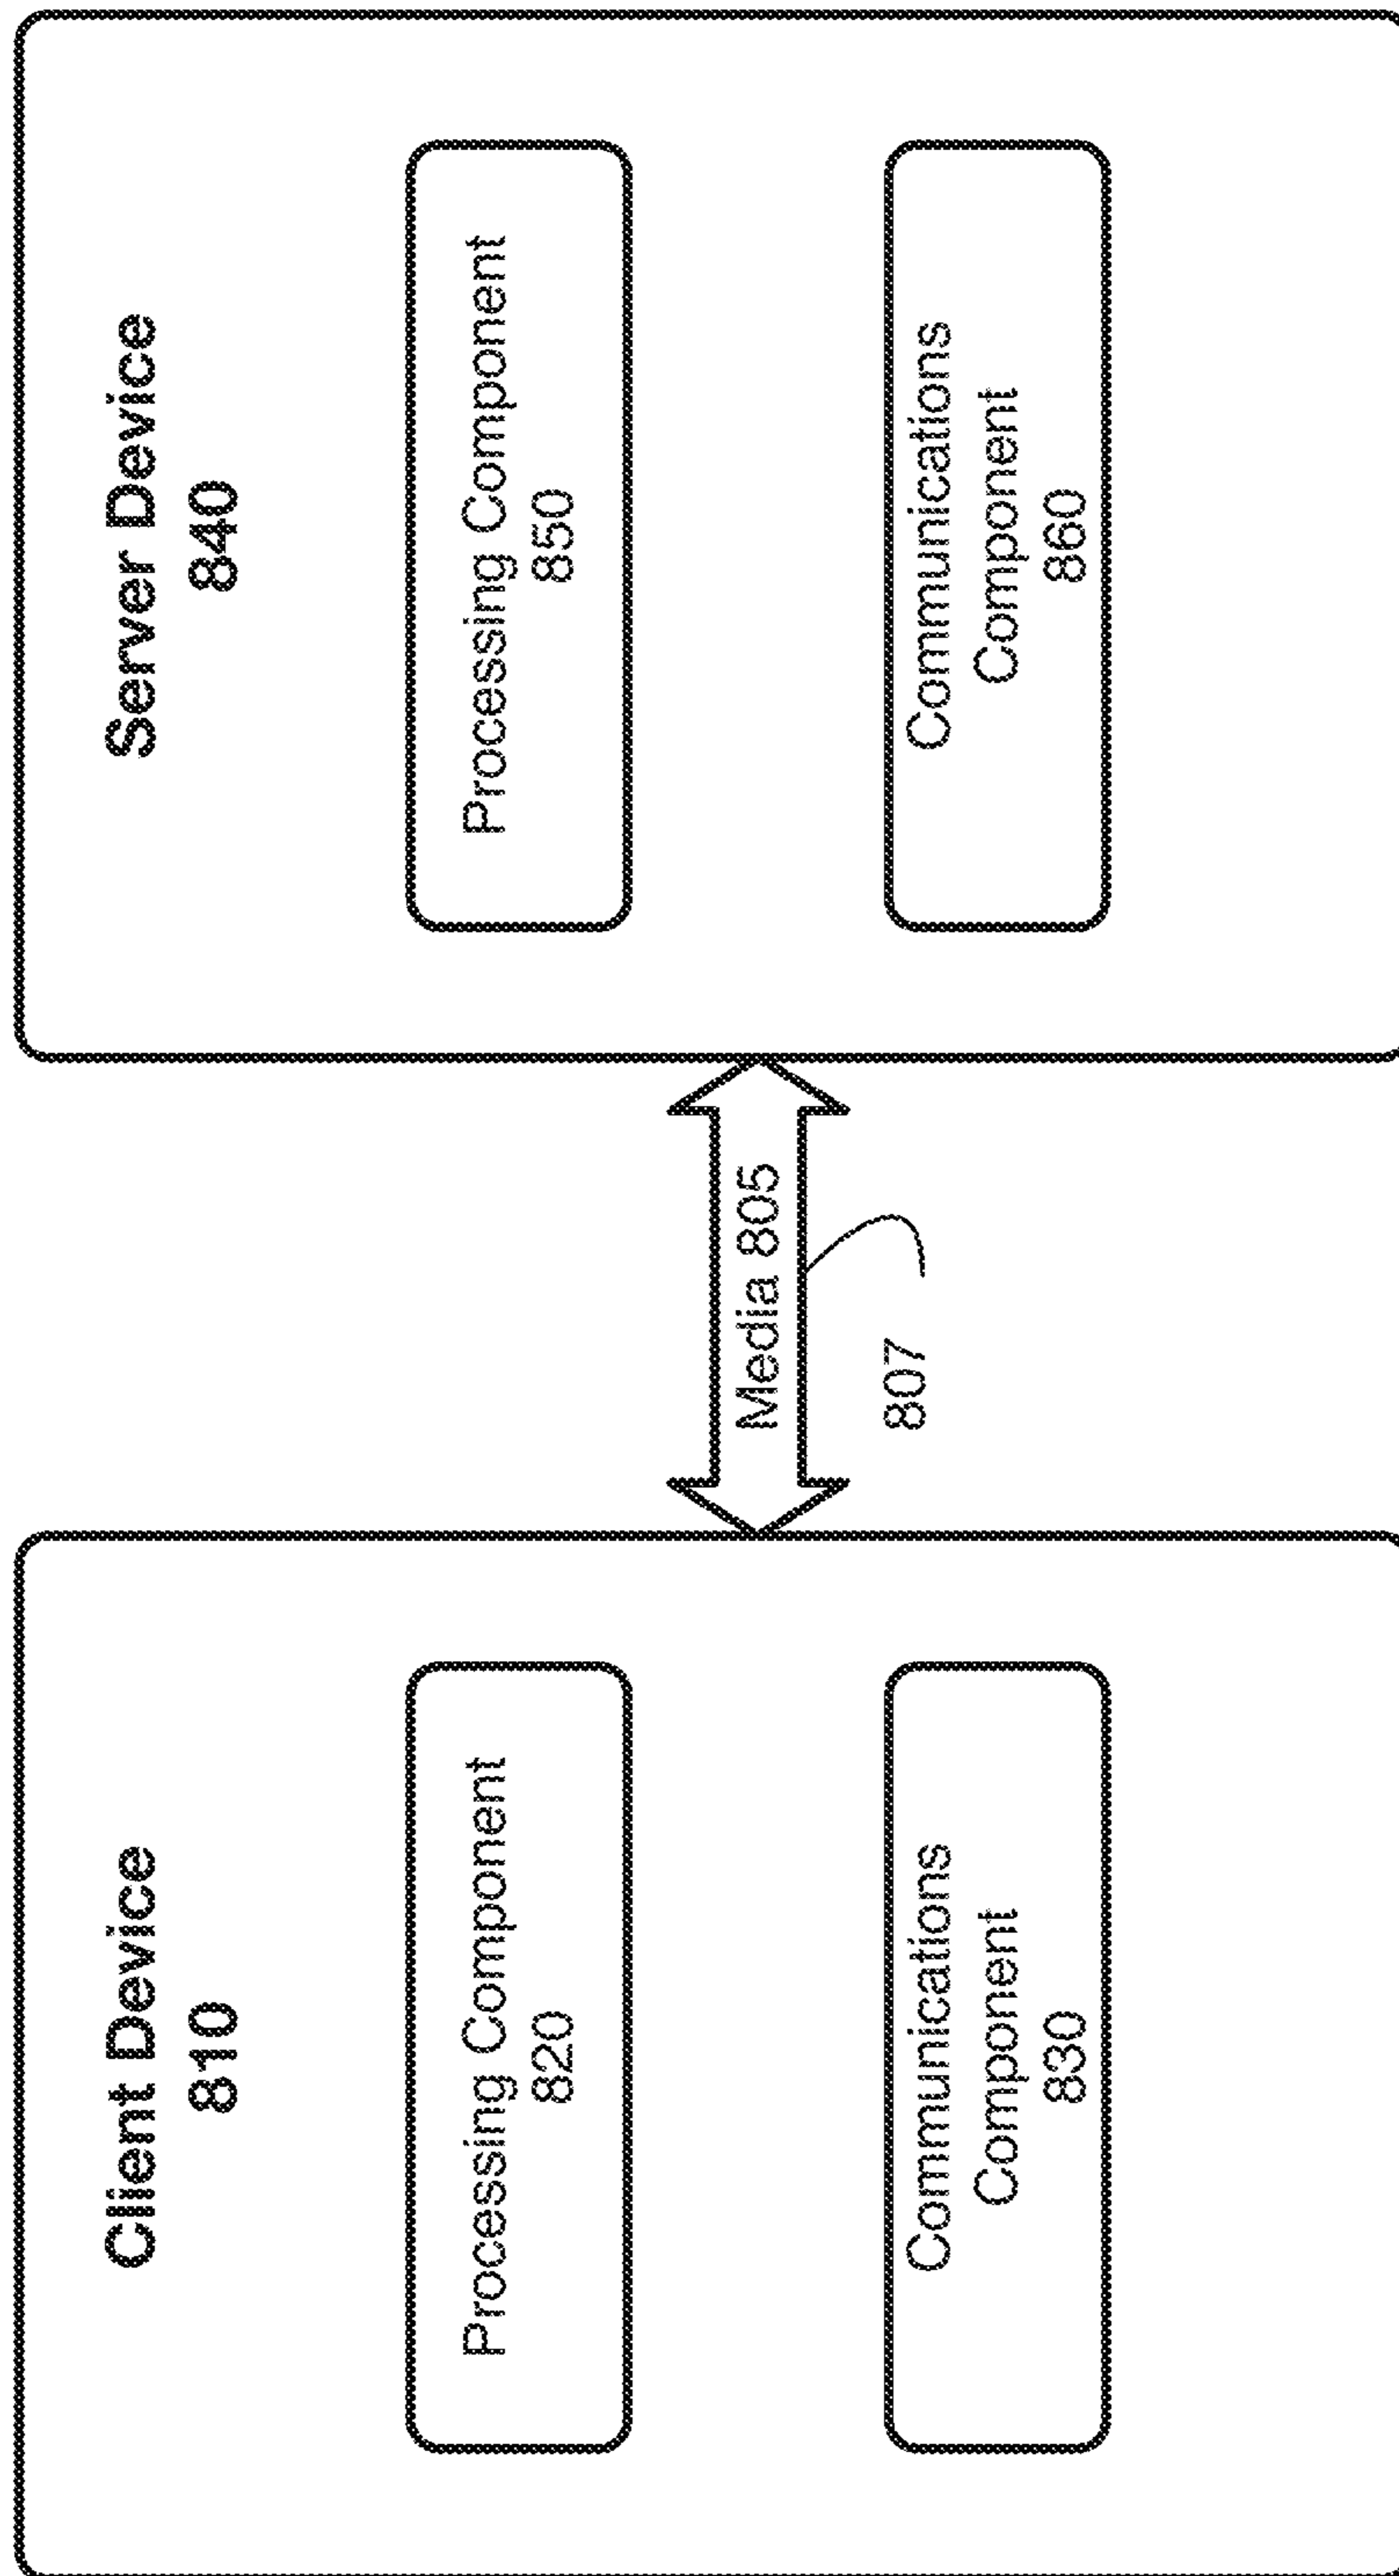 Client Device
810
Processing Component
820
Communications
Component
830
Media 805
807
Server Device
840
Processing Component
850
Communications
Component
860